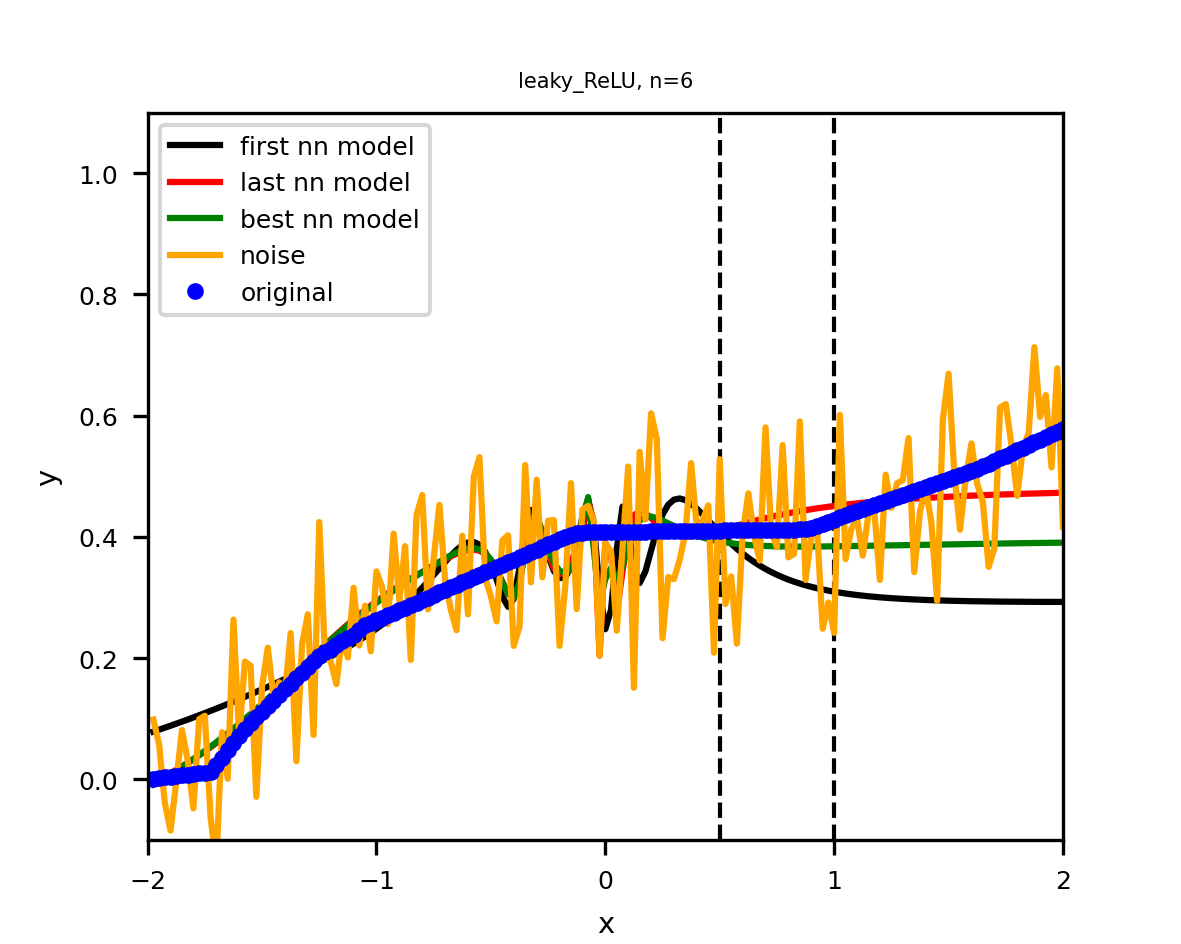 leaky_ReLU, n=6
first nn model
last nn model
best nn model
noise
original
1.0
0.8
0.6
0.4
0.2
0.0
y
−2
−1
0
1
2
x